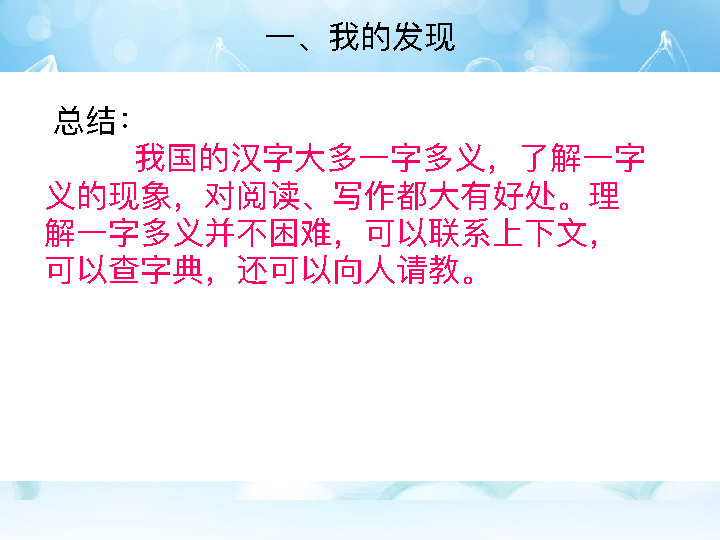 一、我的发现
总结：
我国的汉字大多一字多义，了解一字
义的现象，对阅读、写作都大有好处。理
解一字多义并不困难，可以联系上下文，
可以查字典，还可以向人请教。